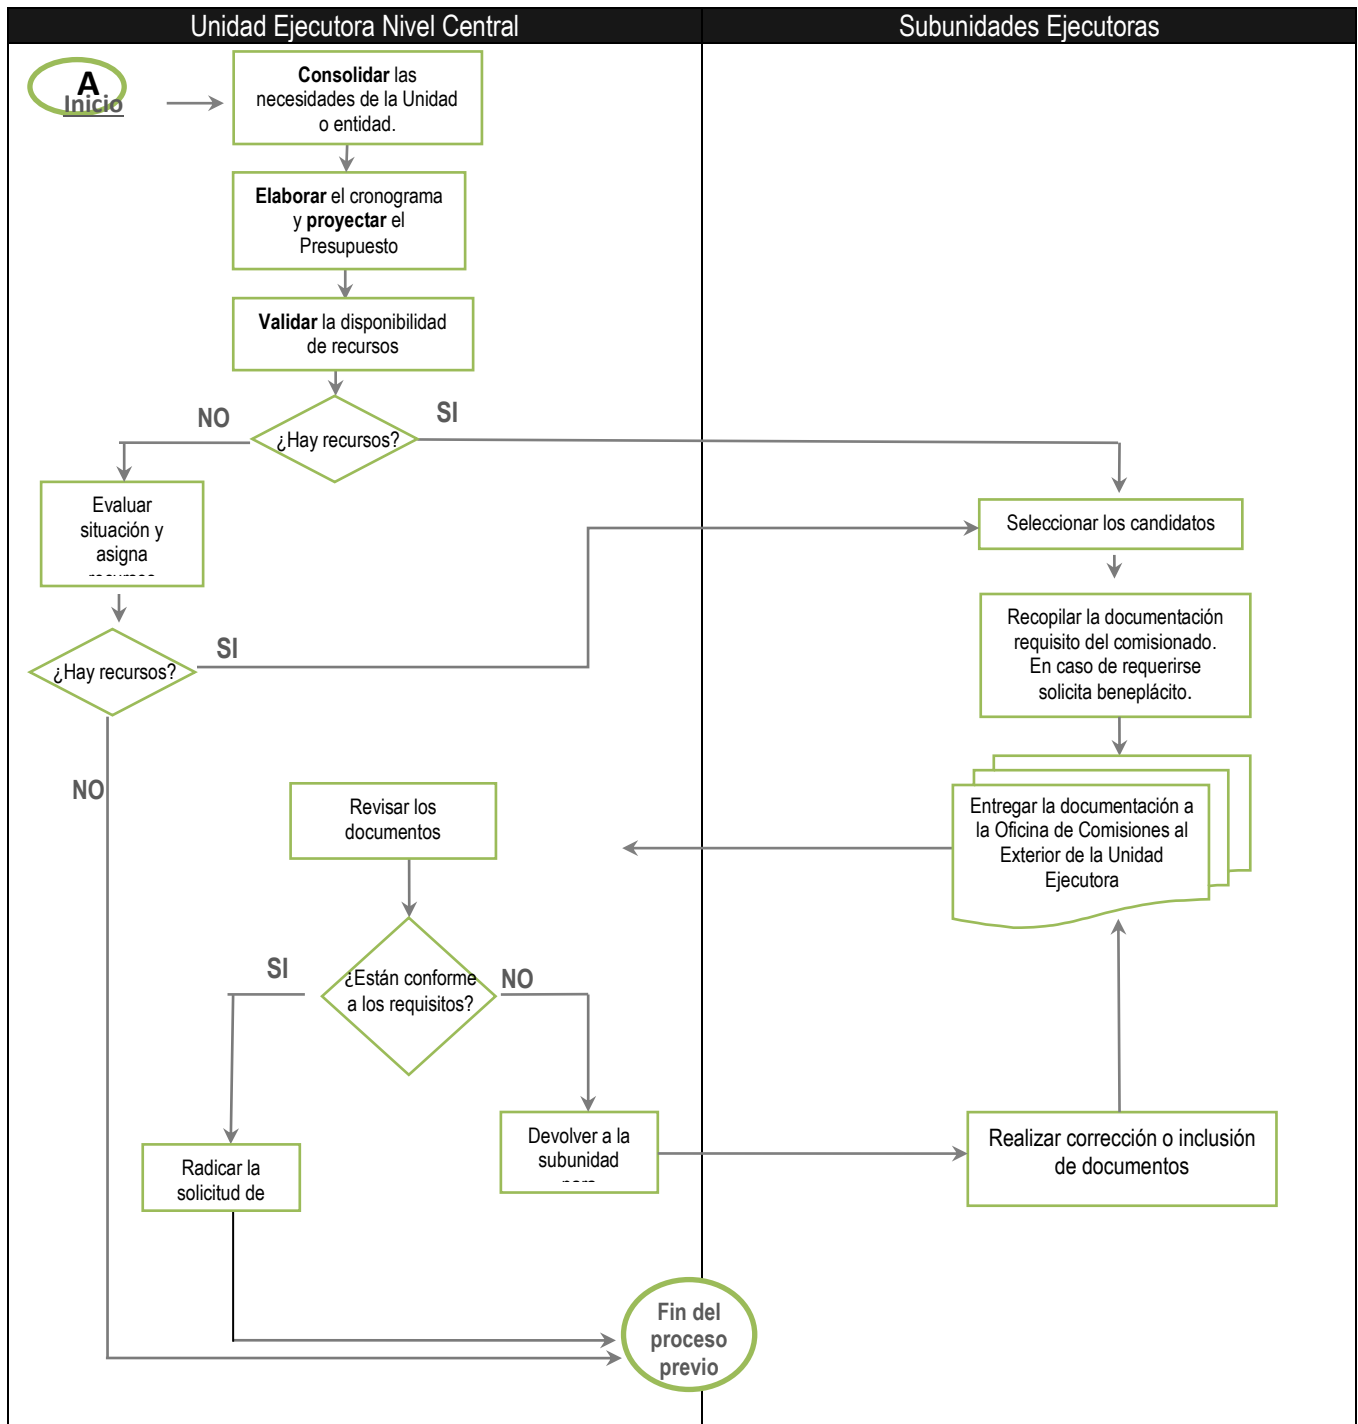 Unidad Ejecutora Nivel Central
Subunidades Ejecutoras
A
Inicio
Consolidar las
necesidades de la Unidad
o entidad.
Elaborar el cronograma
y proyectar el
Presupuesto
Validar la disponibilidad
de recursos
NO
SI
¿Hay recursos?
Evaluar
situación y
asigna
Seleccionar los candidatos
¿Hay recursos?
SI
Recopilar la documentación
requisito del comisionado.
En caso de requerirse
solicita beneplácito.
NO
Revisar los
documentos
Entregar la documentación a
la Oficina de Comisiones al
Exterior de la Unidad
Ejecutora
SI
¿Están conforme
a los requisitos?
NO
Devolver a la
subunidad
Realizar corrección o inclusión
de documentos
Radicar la
solicitud de
Fin del
proceso
previo